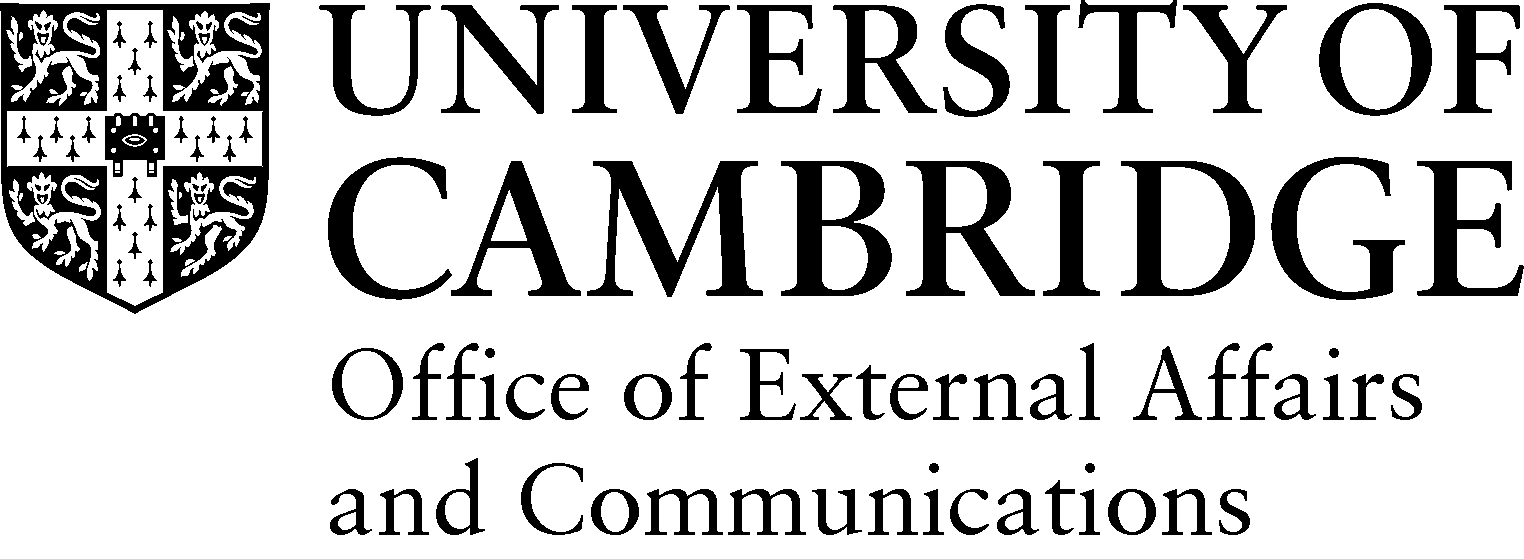 UNIVERSITY OF
CAMBRIDGE
Office of External Affairs
and Communications